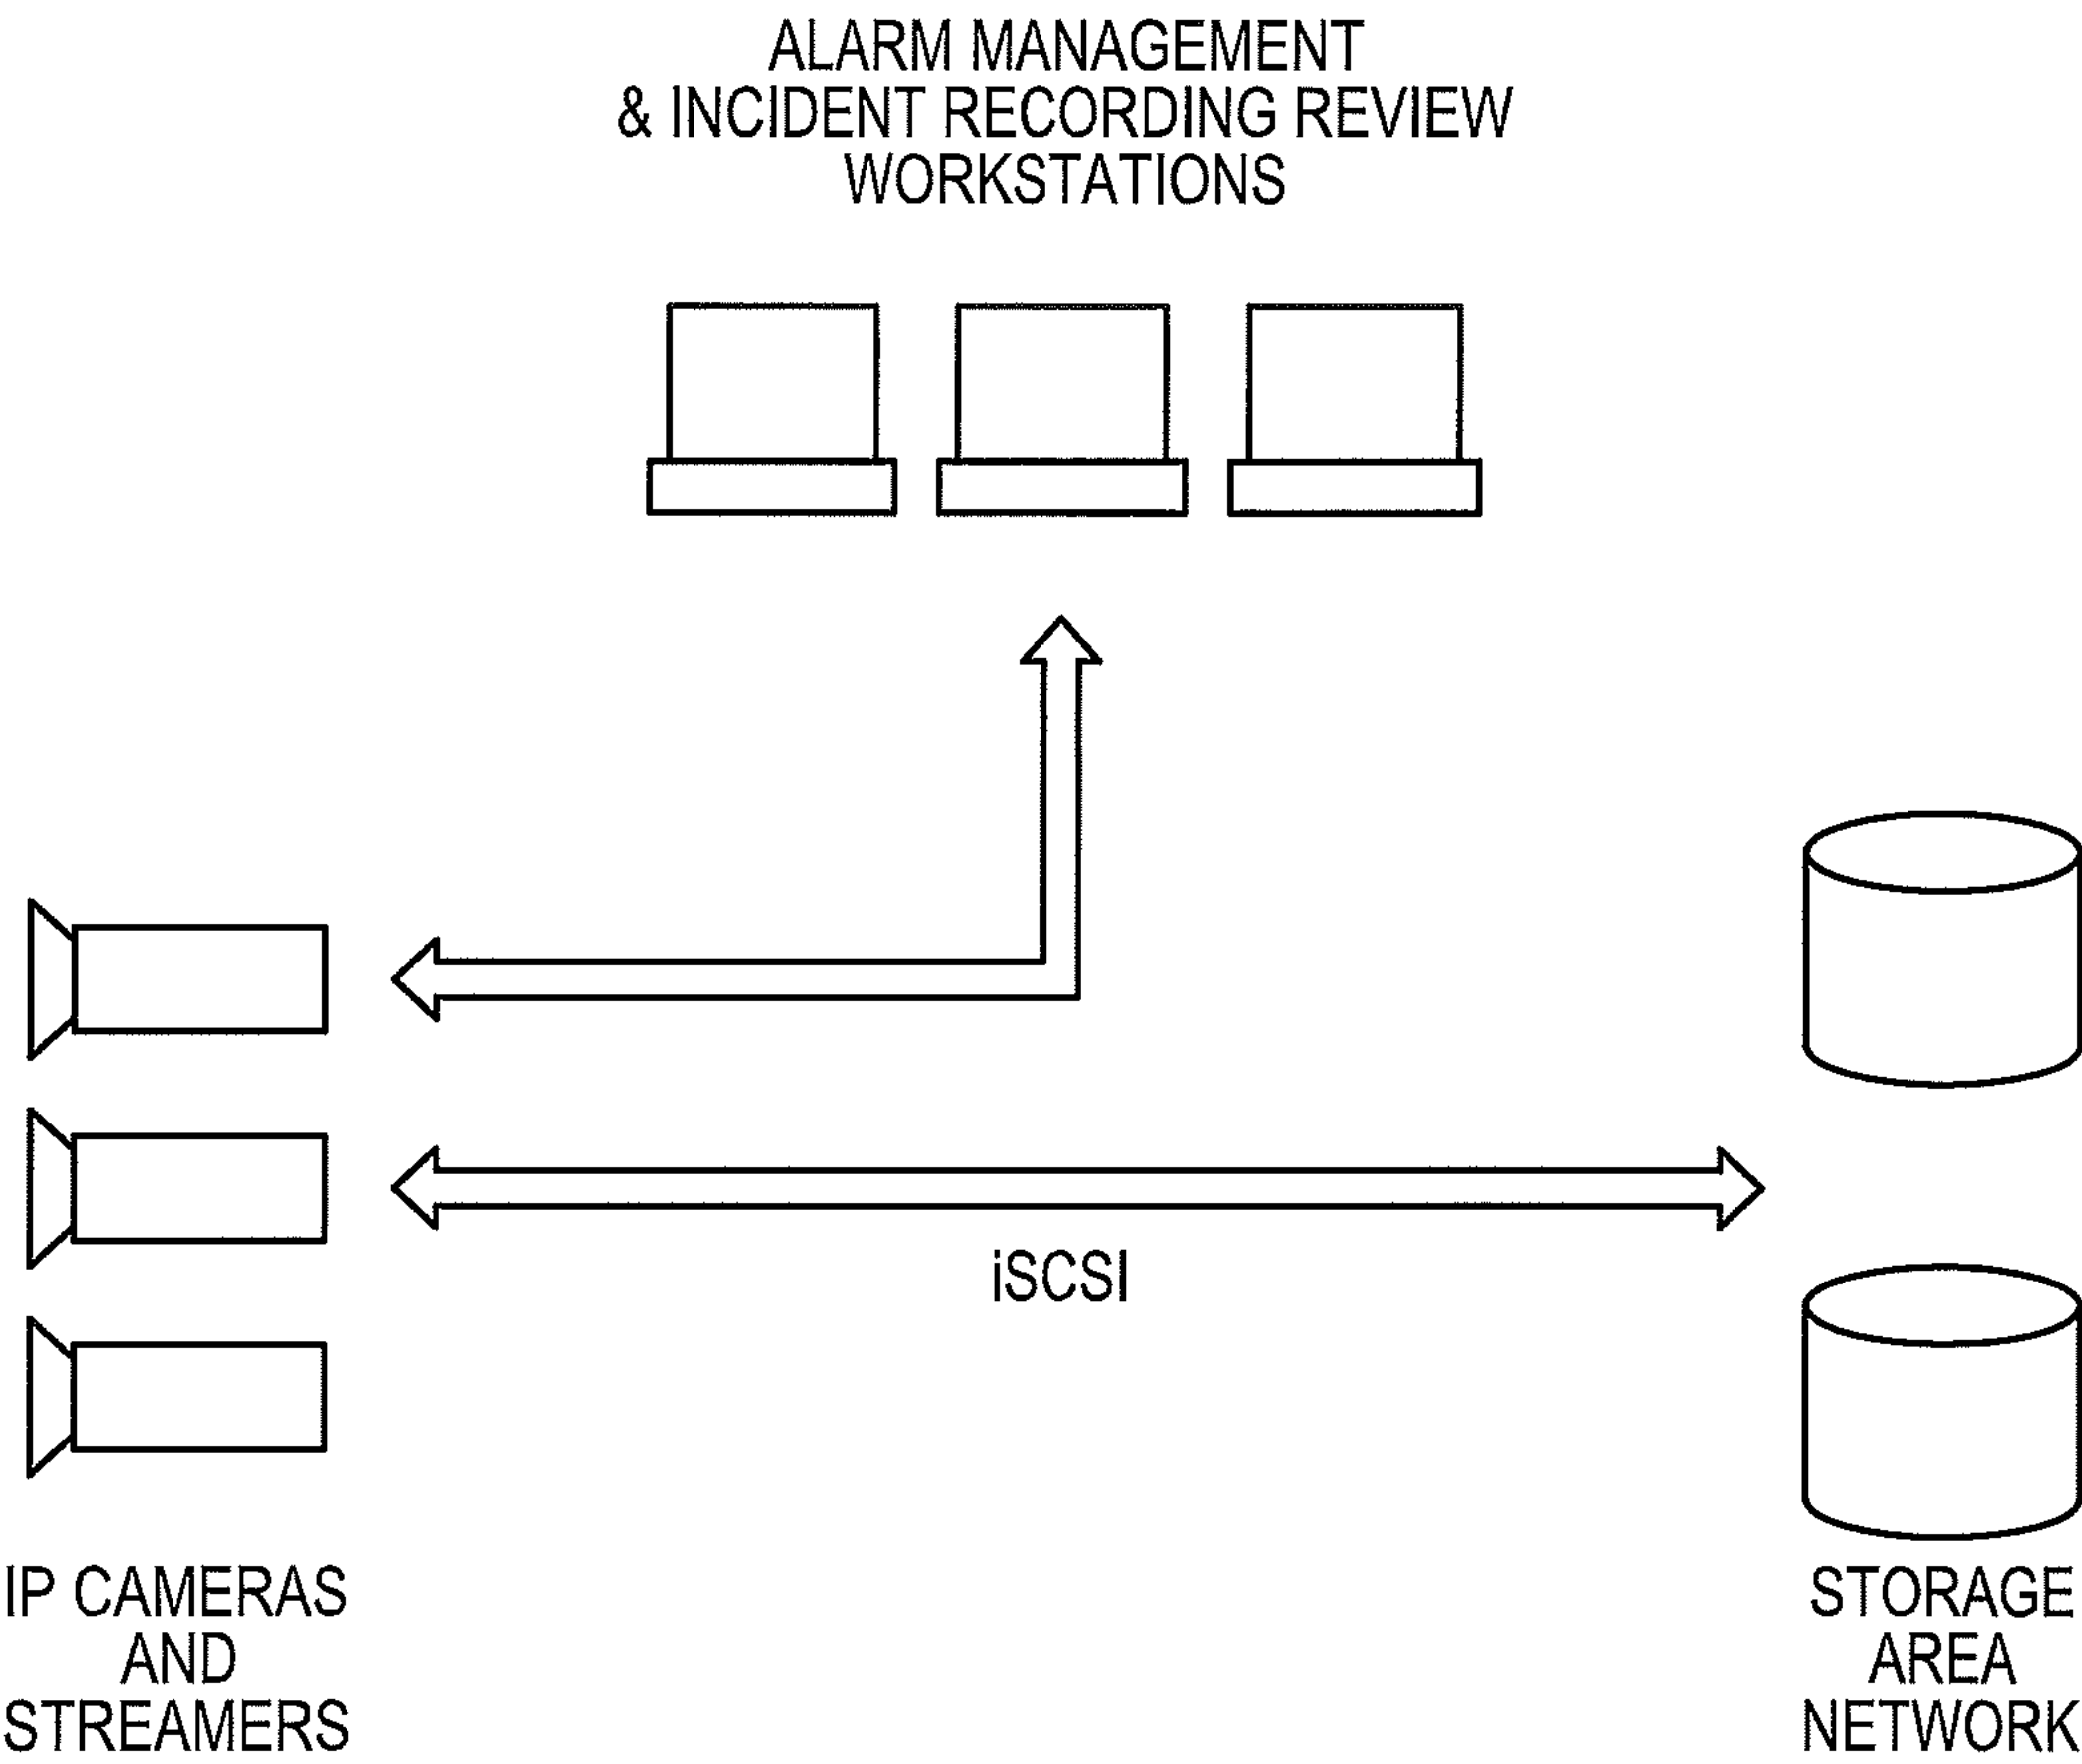 ALARM MANAGEMENT
& INCIDENT RECORDING REVIEW
WORKSTATIONS
iSCSI
IP CAMERAS
AND
STREAMERS
STORAGE
AREA
NETWORK